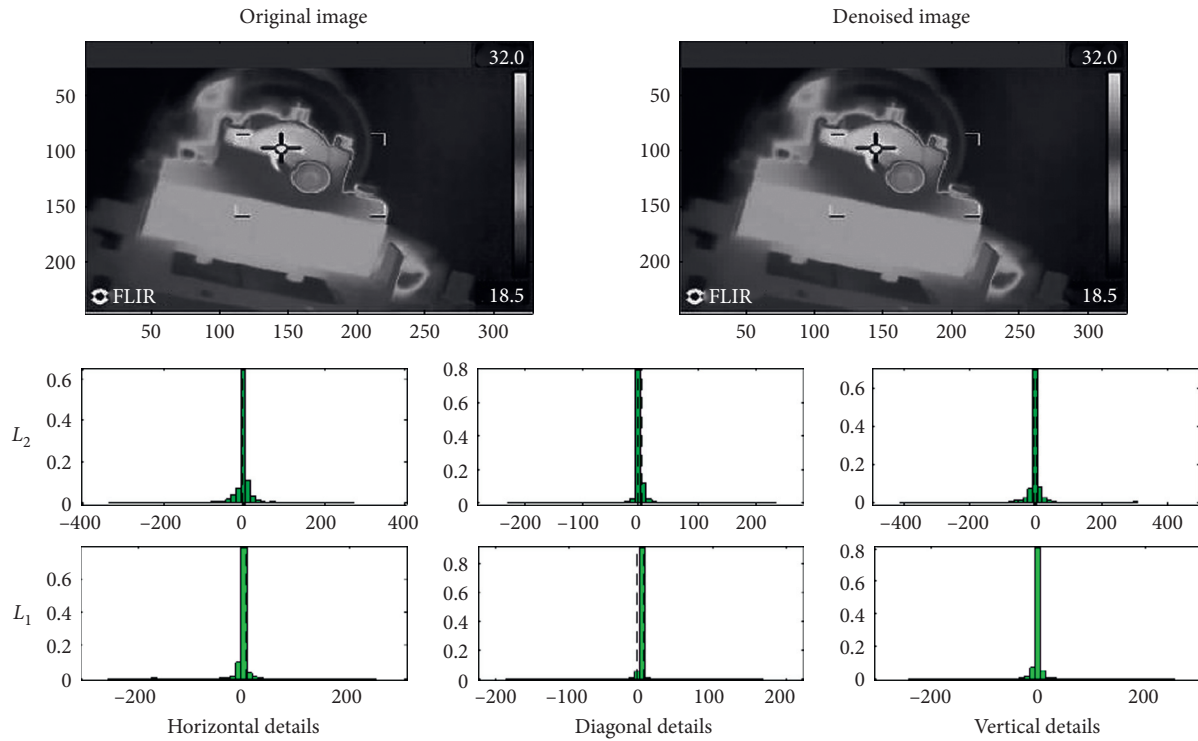 Original image
Denoised image
32.0
50
100
150
200
18.5
FLIR
50 100 150 200 250 300
32.0
50
100
150
200
18.5
FLIR
50 100 150 200 250 300
L2
0.6
0.4
0.2
0
−400 −200 0 200 400
0.8
0.6
0.4
0.2
0
−200 −100 0 100 200
0.6
0.4
0.2
0
−400 −200 0 200 400
L1
0.6
0.4
0.2
0
−200 0 200
Horizontal details
0.8
0.6
0.4
0.2
0
−200 −100 0 100 200
Diagonal details
0.8
0.6
0.4
0.2
0
−200 0 200
Vertical details